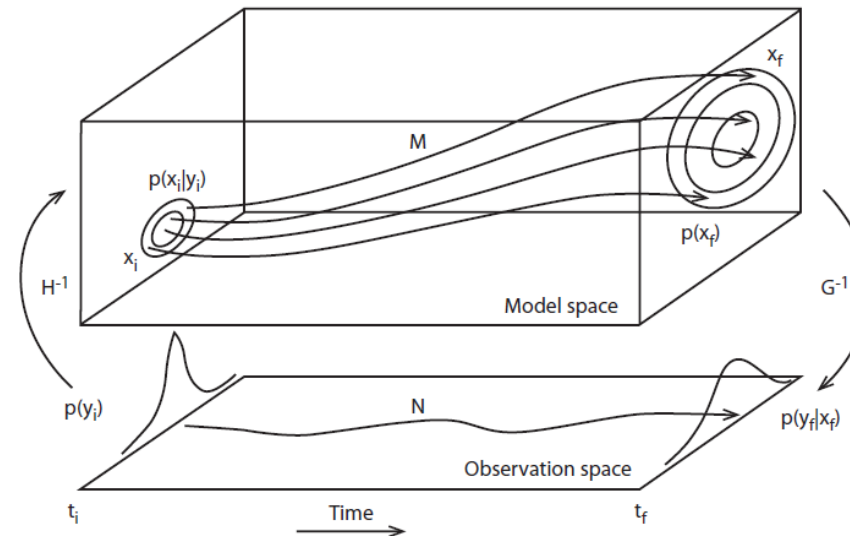 x_f
M
p(x_i|y_i)
x_i
p(x_f)
H⁻¹
G⁻¹
Model space
p(y_i)
N
p(y_f|x_f)
Observation space
t_i
Time
t_f